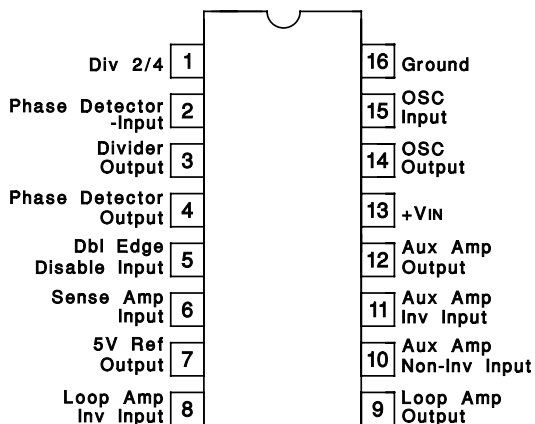 Div 2/4 1
Phase Detector
-Input 2
Divider
Output 3
Phase Detector
Output 4
Dbl Edge
Disable Input 5
Sense Amp
Input 6
5V Ref
Output 7
Loop Amp
Inv Input 8
16 Ground
15 OSC
Input
14 OSC
Output
13 +VIN
12 Aux Amp
Output
11 Aux Amp
Inv Input
10 Aux Amp
Non-Inv Input
9 Loop Amp
Output